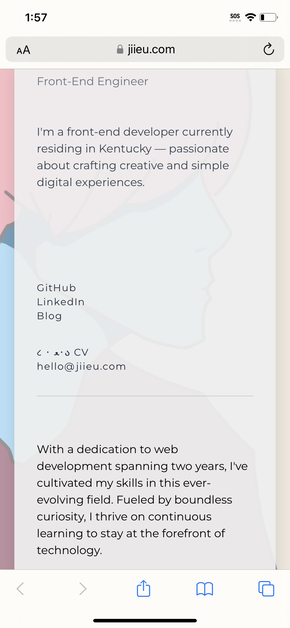 1:57
SOS
AA
jiieu.com
Front-End Engineer
I'm a front-end developer currently
residing in Kentucky — passionate
about crafting creative and simple
digital experiences.
GitHub
LinkedIn
Blog
CV
hello@jiieu.com
With a dedication to web
development spanning two years, I've
cultivated my skills in this ever-
evolving field. Fueled by boundless
curiosity, I thrive on continuous
learning to stay at the forefront of
technology.